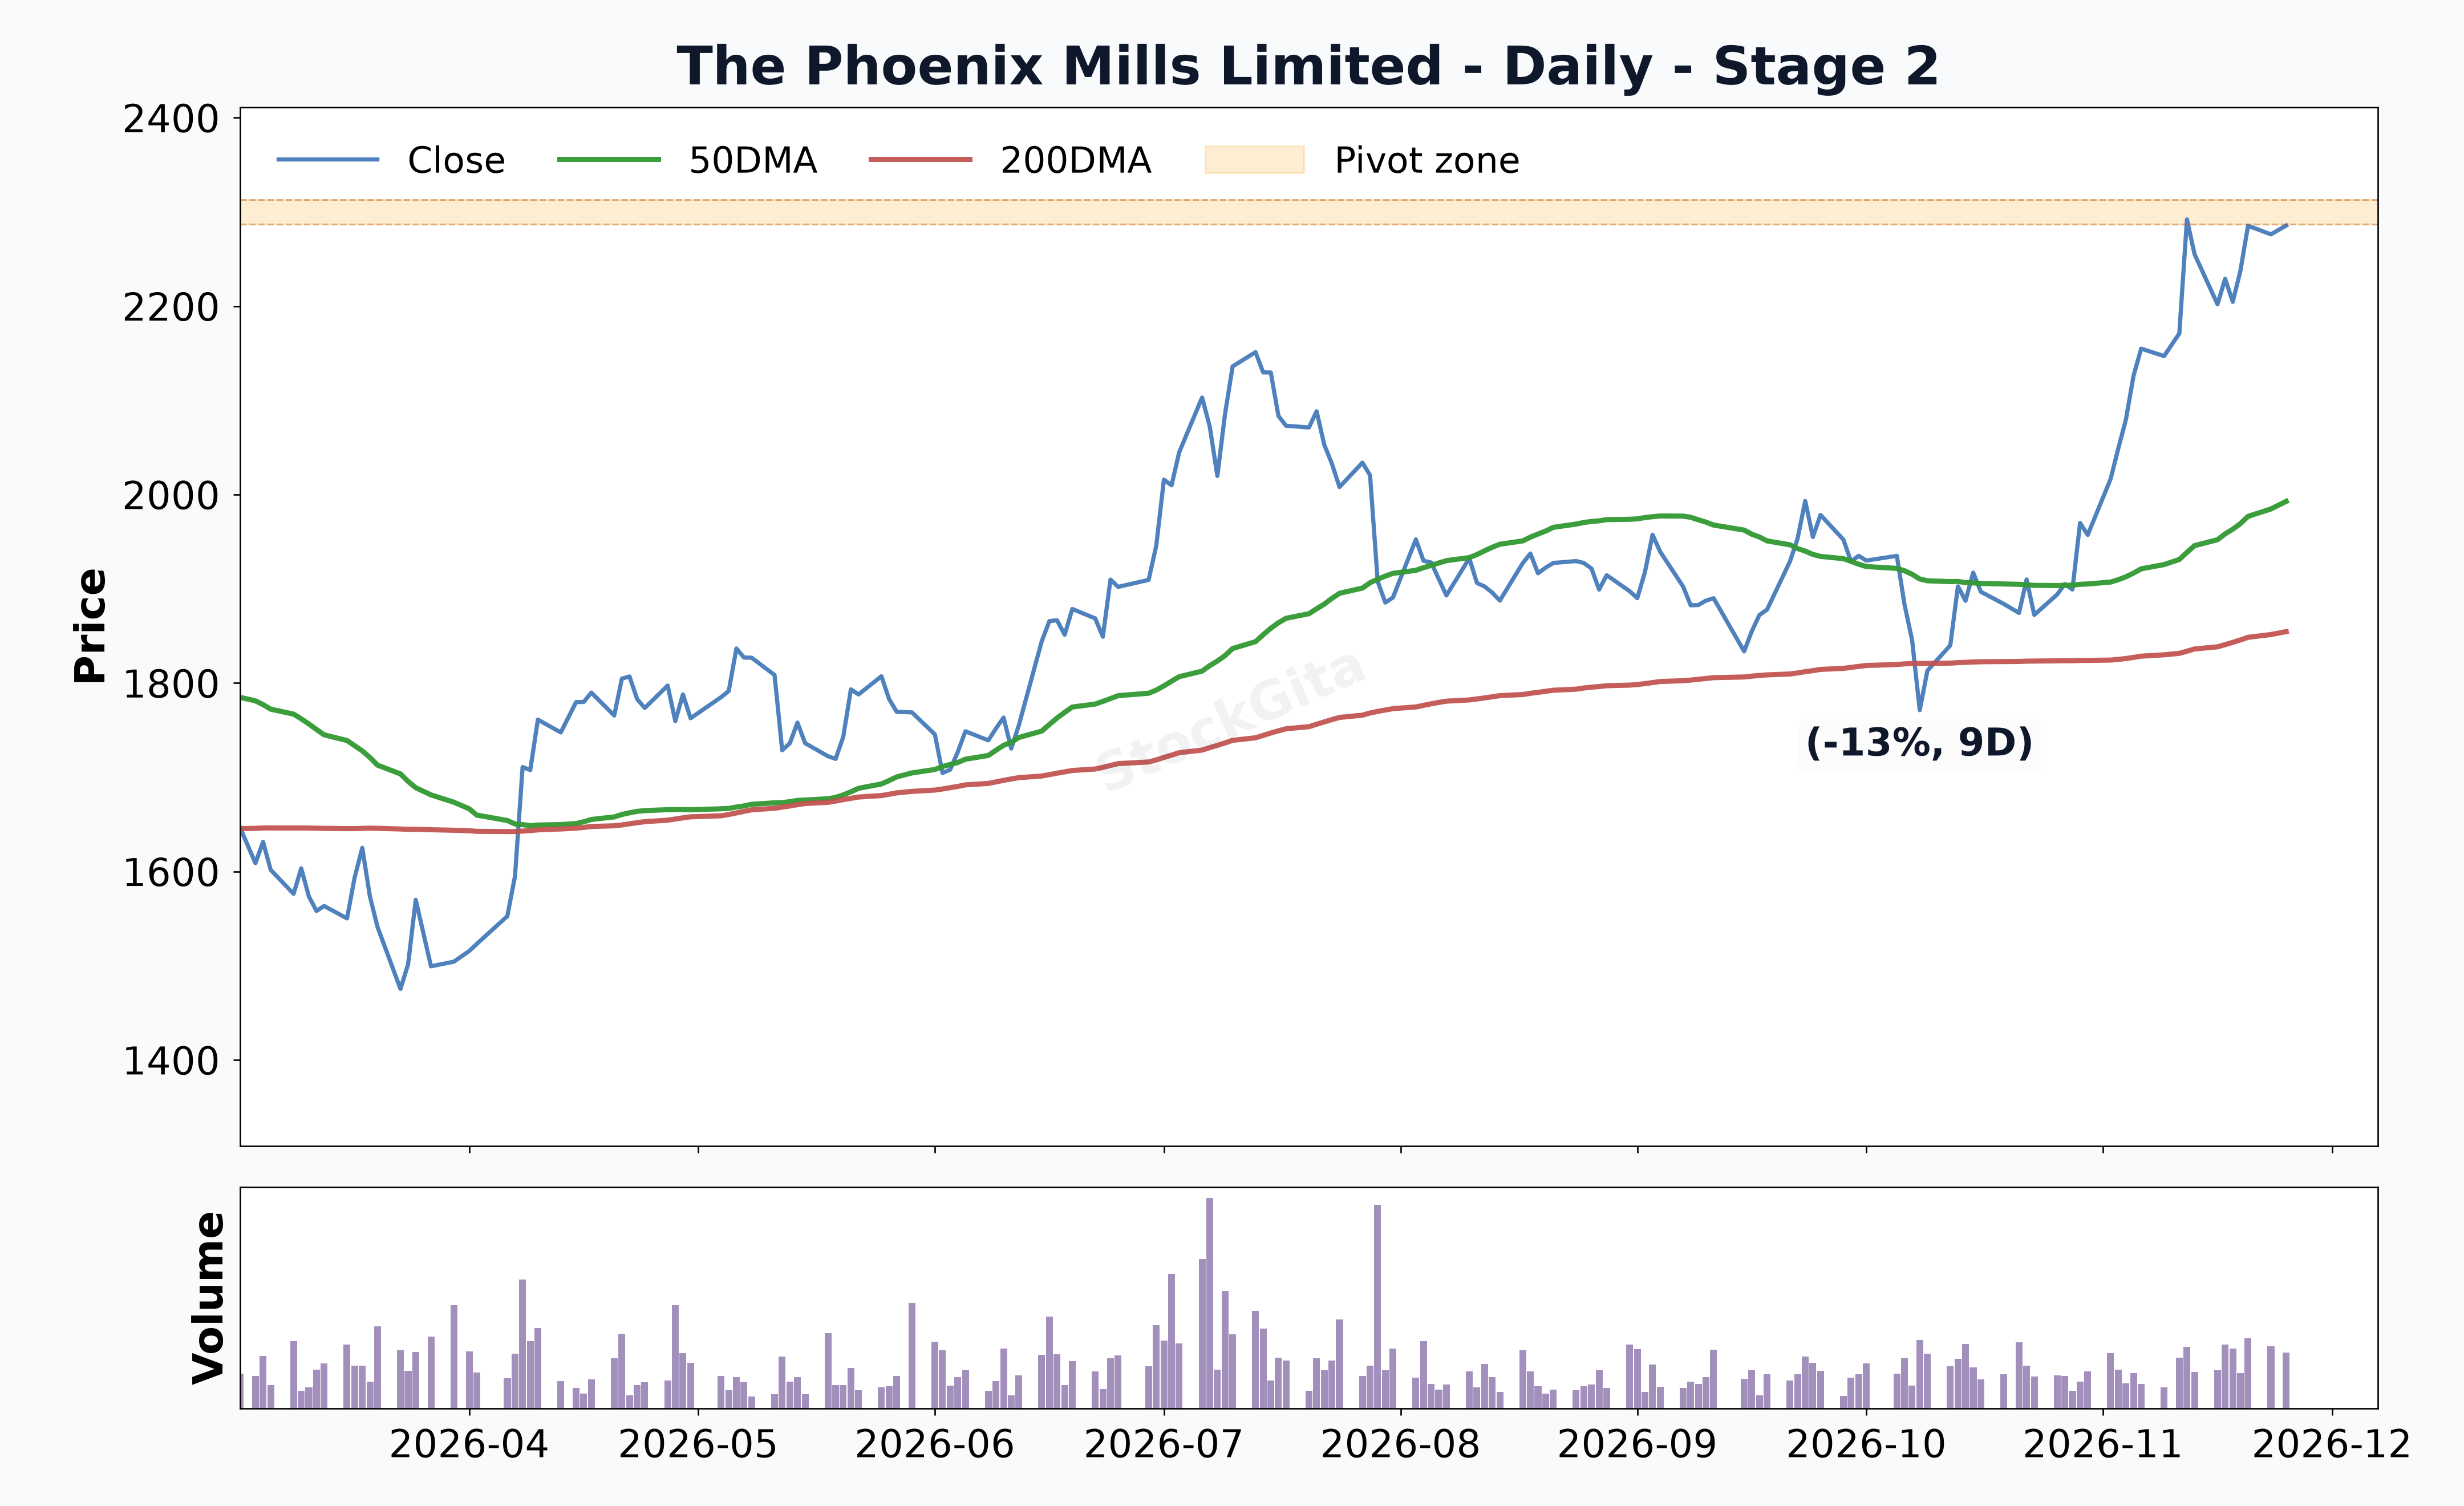 The Phoenix Mills Limited - Daily - Stage 2
Close 50DMA 200DMA Pivot zone
2400
2200
2000
1800
1600
1400
Price
StockGita
(-13%, 9D)
Volume
2026-04 2026-05 2026-06 2026-07 2026-08 2026-09 2026-10 2026-11 2026-12